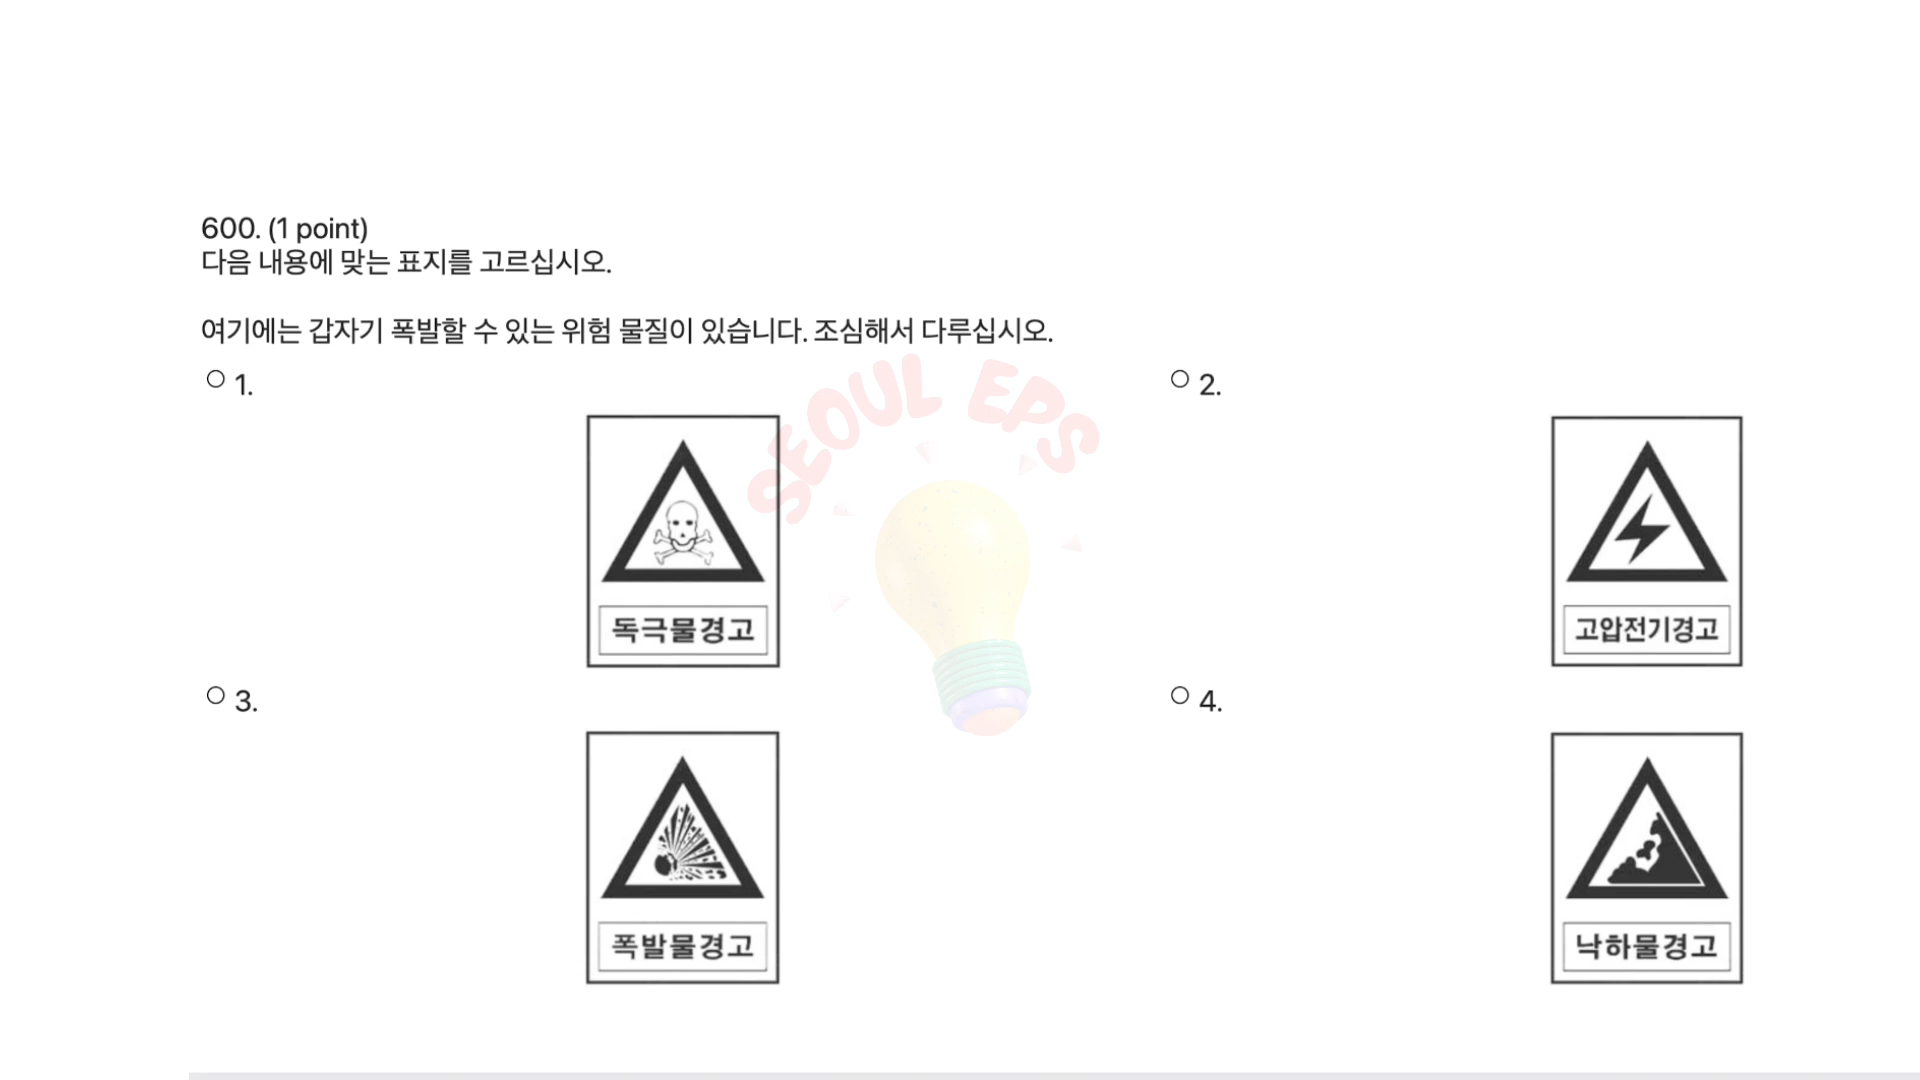 600. (1 point)
다음 내용에 맞는 표지를 고르십시오.
여기에는 갑자기 폭발할 수 있는 위험 물질이 있습니다. 조심해서 다루십시오.
1.
독극물경고
2.
고압전기경고
SEOUL EPS
3.
폭발물경고
4.
낙하물경고